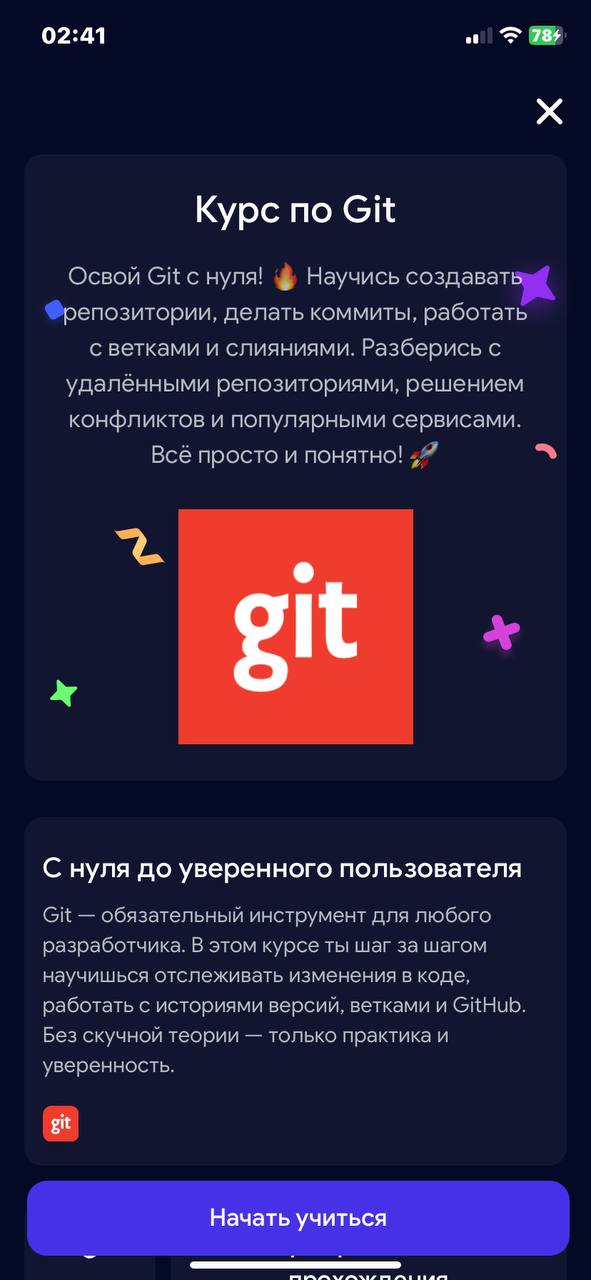 02:41
78
Курс по Git
Освой Git с нуля! 🔥 Научись создавать
репозитории, делать коммиты, работать
с ветками и слияниями. Разберись с
удалёнными репозиториями, решением
конфликтов и популярными сервисами.
Всё просто и понятно! 🚀
git
С нуля до уверенного пользователя
Git — обязательный инструмент для любого
разработчика. В этом курсе ты шаг за шагом
научишься отслеживать изменения в коде,
работать с историями версий, ветками и GitHub.
Без скучной теории — только практика и
уверенность.
git
Начать учиться
прохождения